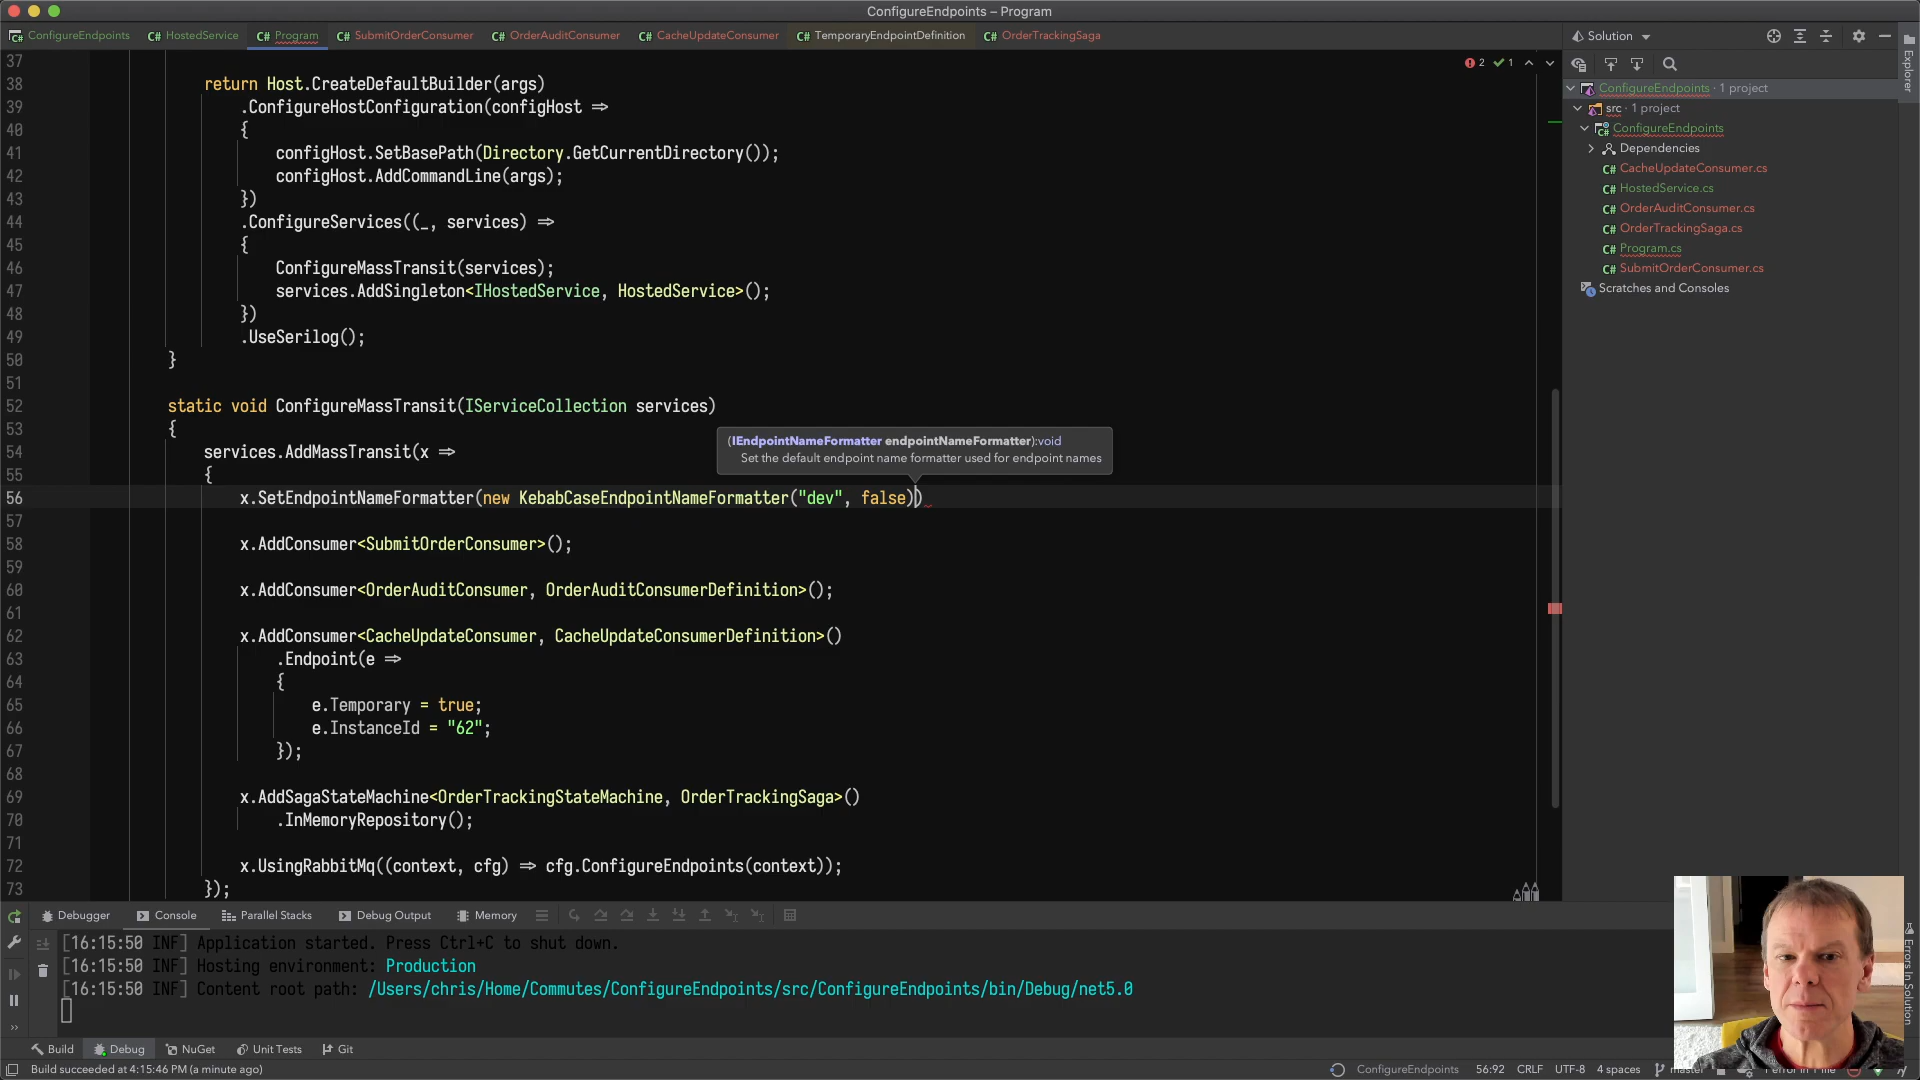 ConfigureEndpoints – Program
ConfigureEndpoints
C# HostedService
C# Program
C# SubmitOrderConsumer
C# OrderAuditConsumer
C# CacheUpdateConsumer
C# TemporaryEndpointDefinition
C# OrderTrackingSaga
Solution
37
2 1
38 return Host.CreateDefaultBuilder(args)
39 .ConfigureHostConfiguration(configHost =>
40 {
41 configHost.SetBasePath(Directory.GetCurrentDirectory());
42 configHost.AddCommandLine(args);
43 })
44 .ConfigureServices((_, services) =>
45 {
46 ConfigureMassTransit(services);
47 services.AddSingleton<IHostedService, HostedService>();
48 })
49 .UseSerilog();
50 }
51
52 static void ConfigureMassTransit(IServiceCollection services)
53 {
54 services.AddMassTransit(x =>
(IEndpointNameFormatter endpointNameFormatter):void
Set the default endpoint name formatter used for endpoint names
55 {
56 x.SetEndpointNameFormatter(new KebabCaseEndpointNameFormatter("dev", false))
57
58 x.AddConsumer<SubmitOrderConsumer>();
59
60 x.AddConsumer<OrderAuditConsumer, OrderAuditConsumerDefinition>();
61
62 x.AddConsumer<CacheUpdateConsumer, CacheUpdateConsumerDefinition>()
63 .Endpoint(e =>
64 {
65 e.Temporary = true;
66 e.InstanceId = "62";
67 });
68
69 x.AddSagaStateMachine<OrderTrackingStateMachine, OrderTrackingSaga>()
70 .InMemoryRepository();
71
72 x.UsingRabbitMq((context, cfg) => cfg.ConfigureEndpoints(context));
73 });
ConfigureEndpoints · 1 project
src · 1 project
ConfigureEndpoints
Dependencies
C# CacheUpdateConsumer.cs
C# HostedService.cs
C# OrderAuditConsumer.cs
C# OrderTrackingSaga.cs
C# Program.cs
C# SubmitOrderConsumer.cs
Scratches and Consoles
Explorer
Errors In Solution
Debugger Console Parallel Stacks Debug Output Memory
[16:15:50 INF] Application started. Press Ctrl+C to shut down.
[16:15:50 INF] Hosting environment: Production
[16:15:50 INF] Content root path: /Users/chris/Home/Commutes/ConfigureEndpoints/src/ConfigureEndpoints/bin/Debug/net5.0
Build Debug NuGet Unit Tests Git
Build succeeded at 4:15:46 PM (a minute ago)
ConfigureEndpoints 56:92 CRLF UTF-8 4 spaces